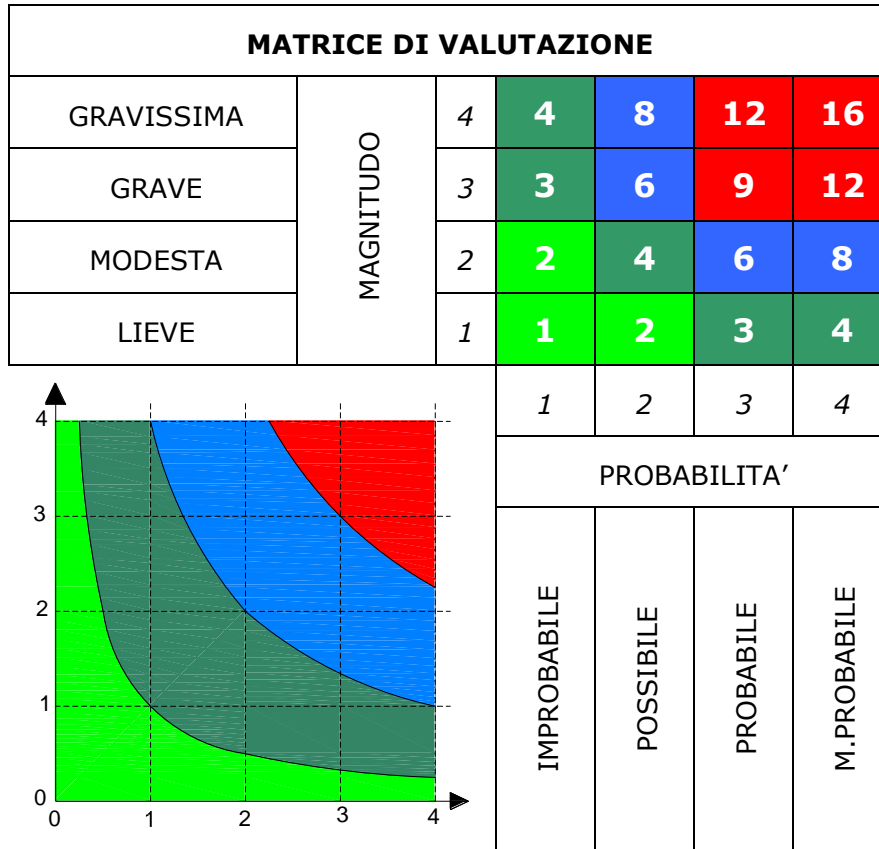 MATRICE DI VALUTAZIONE
GRAVISSIMA 4 4 8 12 16
MAGNITUDO
GRAVE 3 3 6 9 12
MODESTA 2 2 4 6 8
LIEVE 1 1 2 3 4
1 2 3 4
PROBABILITA’
IMPROBABILE
POSSIBILE
PROBABILE
M.PROBABILE
4
3
2
1
0
0 1 2 3 4